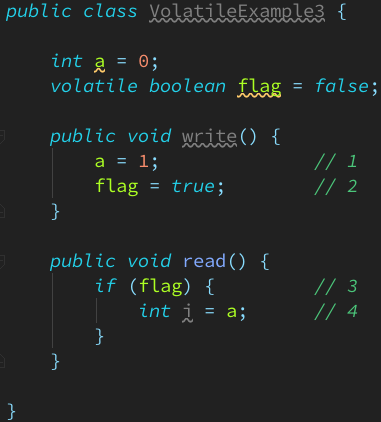 public class VolatileExample3 {
int a = 0;
volatile boolean flag = false;
public void write() {
a = 1; // 1
flag = true; // 2
}
public void read() {
if (flag) { // 3
int j = a; // 4
}
}
}